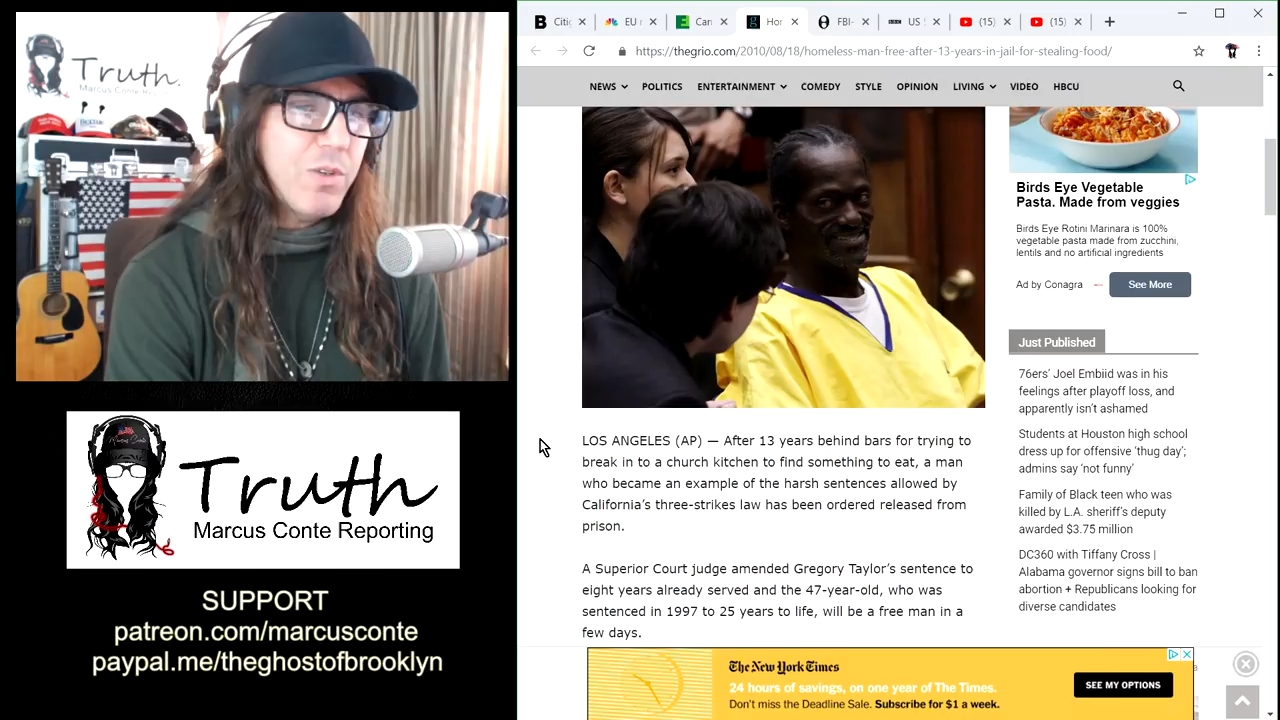 Truth.
Marcus Conte
Truth
Marcus Conte Reporting
SUPPORT
patreon.com/marcusconte
paypal.me/theghostofbrooklyn
Citi
EU
Can
Hor
FBI-
US
(15)
(15)
https://thegrio.com/2010/08/18/homeless-man-free-after-13-years-in-jail-for-stealing-food/
NEWS POLITICS ENTERTAINMENT COMEDY STYLE OPINION LIVING VIDEO HBCU
LOS ANGELES (AP) — After 13 years behind bars for trying to
break in to a church kitchen to find something to eat, a man
who became an example of the harsh sentences allowed by
California’s three-strikes law has been ordered released from
prison.
A Superior Court judge amended Gregory Taylor’s sentence to
eight years already served and the 47-year-old, who was
sentenced in 1997 to 25 years to life, will be a free man in a
few days.
Birds Eye Vegetable
Pasta. Made from veggies
Birds Eye Rotini Marinara is 100%
vegetable pasta made from zucchini,
lentils and no artificial ingredients
Ad by Conagra
See More
Just Published
76ers’ Joel Embiid was in his
feelings after playoff loss, and
apparently isn’t ashamed
Students at Houston high school
dress up for offensive ‘thug day’;
admins say ‘not funny’
Family of Black teen who was
killed by L.A. sheriff’s deputy
awarded $3.75 million
DC360 with Tiffany Cross |
Alabama governor signs bill to ban
abortion + Republicans looking for
diverse candidates
The New York Times
24 hours of savings, on one year of The Times.
Don’t miss the Deadline Sale. Subscribe for $1 a week.
SEE MY OPTIONS